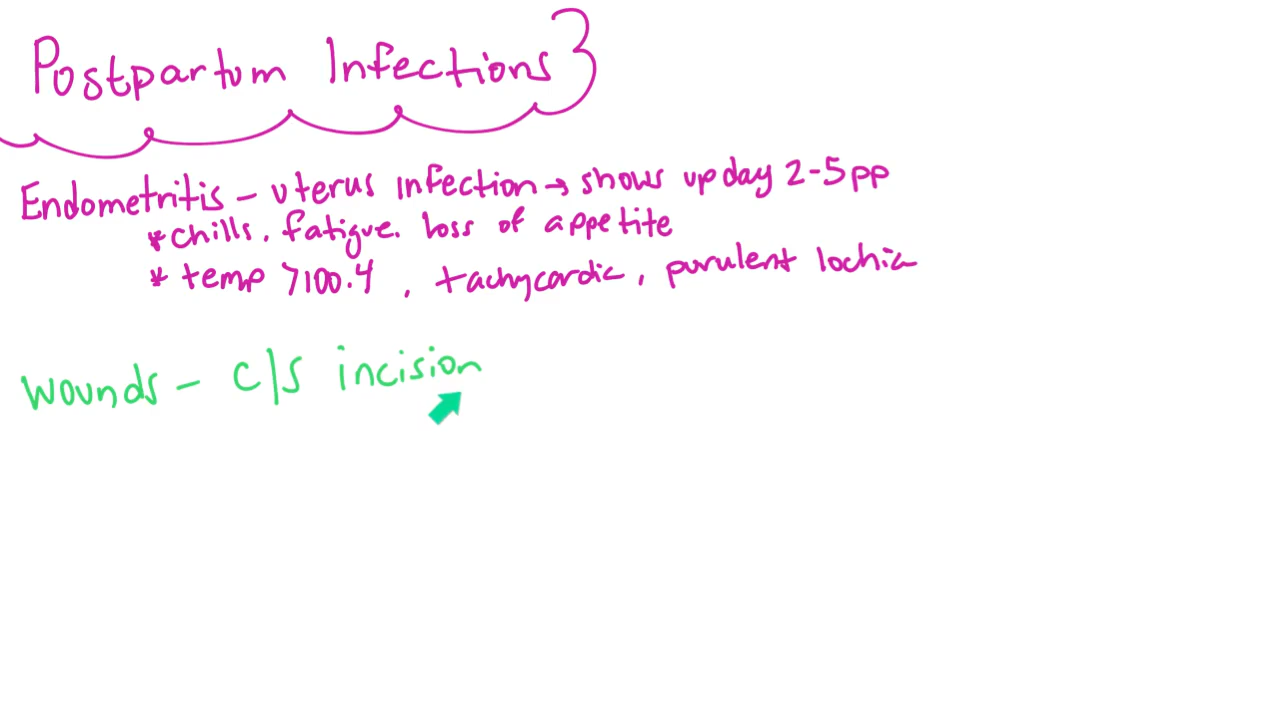 Postpartum Infections
Endometritis - uterus infection → shows up day 2-5 pp
* chills, fatigue. loss of appetite
* temp >100.4 , tachycardic, purulent lochia
Wounds - C/S incision